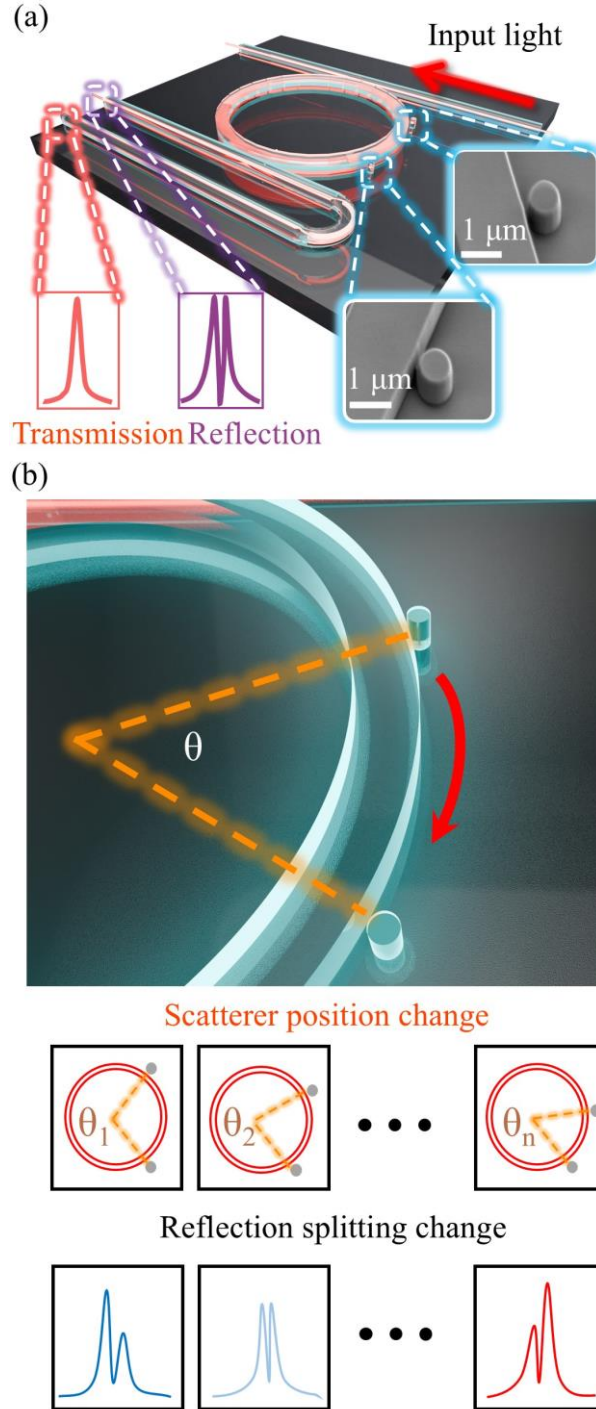 (a)
Input light
1 μm
1 μm
Transmission Reflection
(b)
θ
Scatterer position change
θ1 θ2 • • • θn
Reflection splitting change
• • •